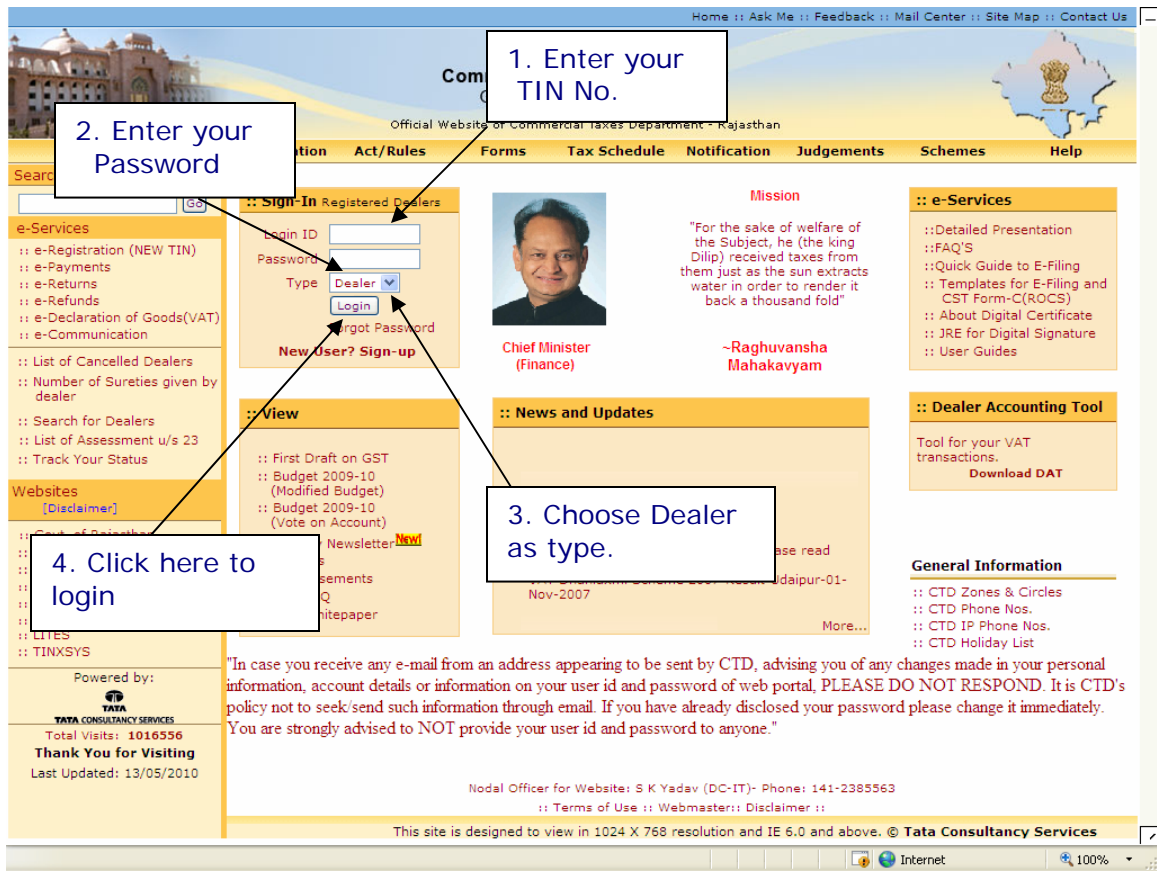 Home :: Ask Me :: Feedback :: Mail Center :: Site Map :: Contact Us
1. Enter your
TIN No.
Official Website of Commercial Taxes Department - Rajasthan
2. Enter your
Password
Act/Rules Forms Tax Schedule Notification Judgements Schemes Help
Go
e-Services
:: e-Registration (NEW TIN)
:: e-Payments
:: e-Returns
:: e-Refunds
:: e-Declaration of Goods(VAT)
:: e-Communication
:: List of Cancelled Dealers
:: Number of Sureties given by
dealer
:: Search for Dealers
:: List of Assessment u/s 23
:: Track Your Status
Websites
[Disclaimer]
:: Govt. of Rajasthan
:: LITES
:: TINXSYS
Powered by:
TATA
TATA CONSULTANCY SERVICES
Total Visits: 1016556
Thank You for Visiting
Last Updated: 13/05/2010
:: Sign-In Registered Dealers
Login ID
Password
Type Dealer
Login
Forgot Password
New User? Sign-up
Chief Minister
(Finance)
Mission
"For the sake of welfare of
the Subject, he (the king
Dilip) received taxes from
them just as the sun extracts
water in order to render it
back a thousand fold"
~Raghuvansha
Mahakavyam
:: e-Services
::Detailed Presentation
::FAQ'S
::Quick Guide to E-Filing
:: Templates for E-Filing and
CST Form-C(ROCS)
:: About Digital Certificate
:: JRE for Digital Signature
:: User Guides
:: View
:: First Draft on GST
:: Budget 2009-10
(Modified Budget)
:: Budget 2009-10
(Vote on Account)
Newsletter New!
:: News and Updates
3. Choose Dealer
as type.
read
Udaipur-01-
Nov-2007
More...
4. Click here to
login
:: Dealer Accounting Tool
Tool for your VAT
transactions.
Download DAT
General Information
:: CTD Zones & Circles
:: CTD Phone Nos.
:: CTD IP Phone Nos.
:: CTD Holiday List
"In case you receive any e-mail from an address appearing to be sent by CTD, advising you of any changes made in your personal
information, account details or information on your user id and password of web portal, PLEASE DO NOT RESPOND. It is CTD's
policy not to seek/send such information through email. If you have already disclosed your password please change it immediately.
You are strongly advised to NOT provide your user id and password to anyone."
Nodal Officer for Website: S K Yadav (DC-IT)- Phone: 141-2385563
:: Terms of Use :: Webmaster:: Disclaimer ::
This site is designed to view in 1024 X 768 resolution and IE 6.0 and above. © Tata Consultancy Services
Internet 100%